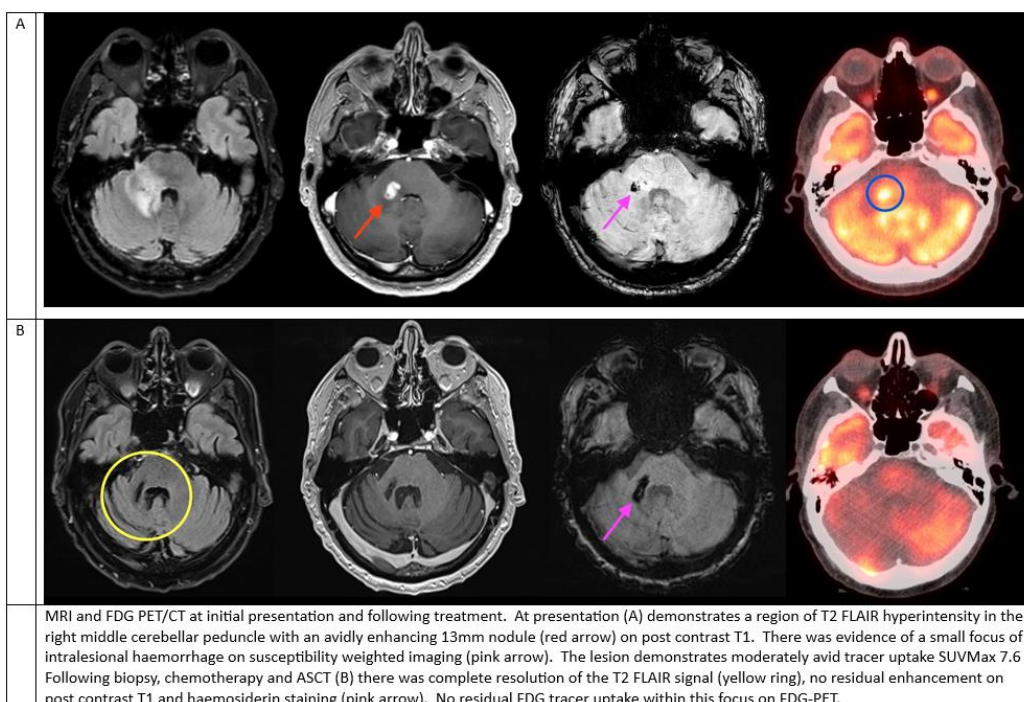 A
B
MRI and FDG PET/CT at initial presentation and following treatment. At presentation (A) demonstrates a region of T2 FLAIR hyperintensity in the
right middle cerebellar peduncle with an avidly enhancing 13mm nodule (red arrow) on post contrast T1. There was evidence of a small focus of
intralesional haemorrhage on susceptibility weighted imaging (pink arrow). The lesion demonstrates moderately avid tracer uptake SUVMax 7.6
Following biopsy, chemotherapy and ASCT (B) there was complete resolution of the T2 FLAIR signal (yellow ring), no residual enhancement on
post contrast T1 and haemosiderin staining (pink arrow). No residual FDG tracer uptake within this focus on FDG-PET.